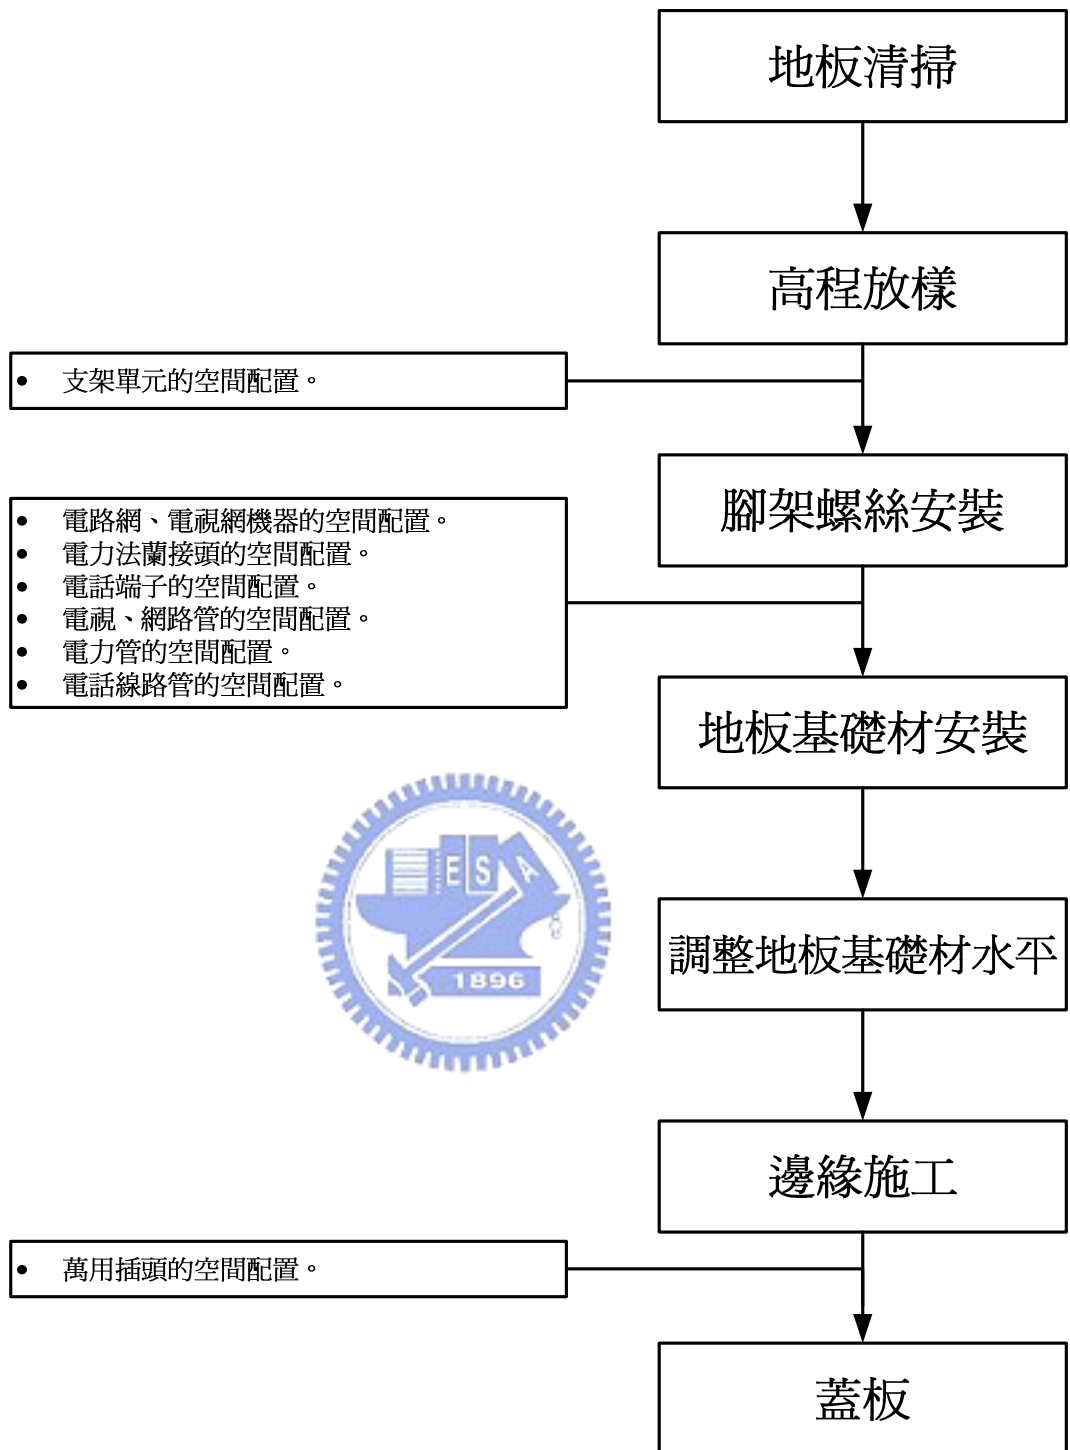 地板清掃
高程放樣
• 支架單元的空間配置。
腳架螺絲安裝
• 電路網、電視網機器的空間配置。
• 電力法蘭接頭的空間配置。
• 電話端子的空間配置。
• 電視、網路管的空間配置。
• 電力管的空間配置。
• 電話線路管的空間配置。
地板基礎材安裝
ESA
1896
調整地板基礎材水平
邊緣施工
• 萬用插頭的空間配置。
蓋板